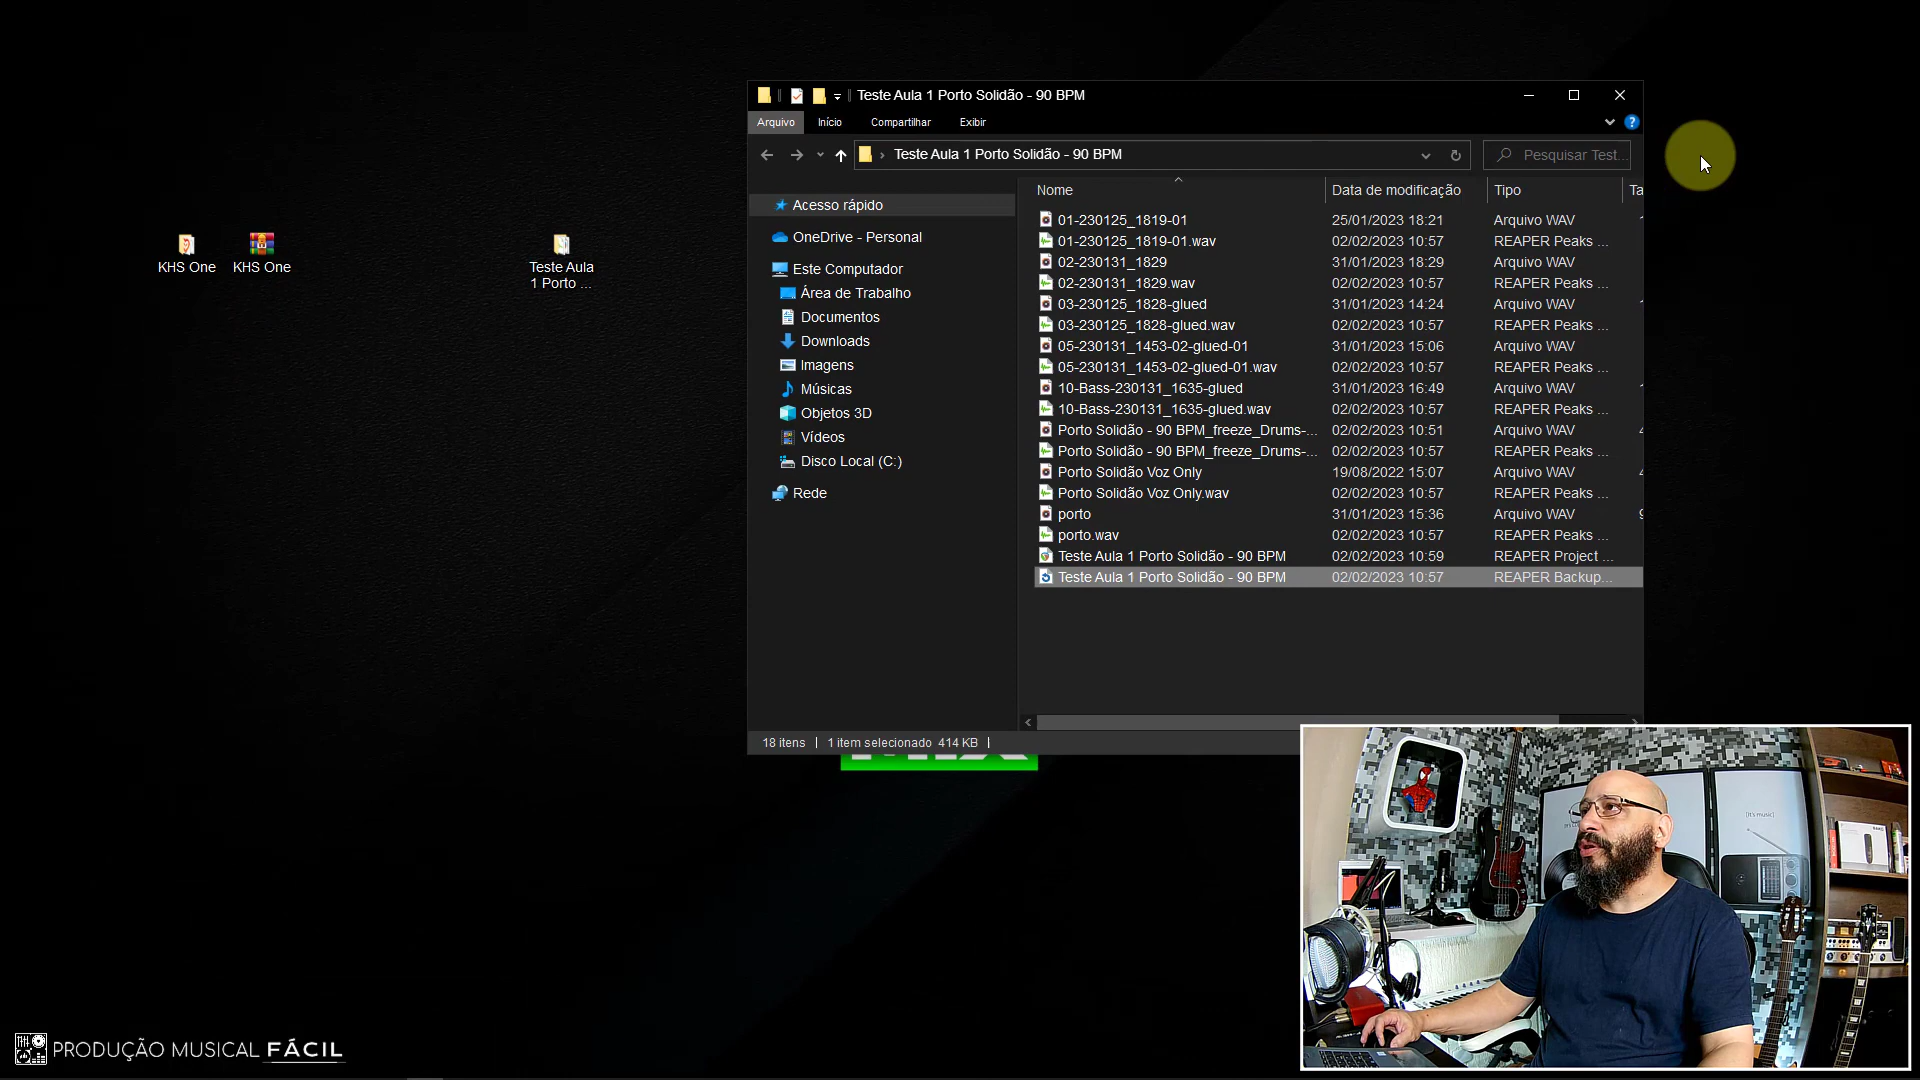 Teste Aula 1 Porto Solidão - 90 BPM
Arquivo Início Compartilhar Exibir
Teste Aula 1 Porto Solidão - 90 BPM
Pesquisar Test...
Nome Data de modificação Tipo Ta
Acesso rápido
OneDrive - Personal
Este Computador
Área de Trabalho
Documentos
Downloads
Imagens
Músicas
Objetos 3D
Vídeos
Disco Local (C:)
Rede
01-230125_1819-01 25/01/2023 18:21 Arquivo WAV
01-230125_1819-01.wav 02/02/2023 10:57 REAPER Peaks ...
02-230131_1829 31/01/2023 18:29 Arquivo WAV
02-230131_1829.wav 02/02/2023 10:57 REAPER Peaks ...
03-230125_1828-glued 31/01/2023 14:24 Arquivo WAV
03-230125_1828-glued.wav 02/02/2023 10:57 REAPER Peaks ...
05-230131_1453-02-glued-01 31/01/2023 15:06 Arquivo WAV
05-230131_1453-02-glued-01.wav 02/02/2023 10:57 REAPER Peaks ...
10-Bass-230131_1635-glued 31/01/2023 16:49 Arquivo WAV
10-Bass-230131_1635-glued.wav 02/02/2023 10:57 REAPER Peaks ...
Porto Solidão - 90 BPM_freeze_Drums-... 02/02/2023 10:51 Arquivo WAV
Porto Solidão - 90 BPM_freeze_Drums-... 02/02/2023 10:57 REAPER Peaks ...
Porto Solidão Voz Only 19/08/2022 15:07 Arquivo WAV
Porto Solidão Voz Only.wav 02/02/2023 10:57 REAPER Peaks ...
porto 31/01/2023 15:36 Arquivo WAV
porto.wav 02/02/2023 10:57 REAPER Peaks ...
Teste Aula 1 Porto Solidão - 90 BPM 02/02/2023 10:59 REAPER Project ...
Teste Aula 1 Porto Solidão - 90 BPM 02/02/2023 10:57 REAPER Backup...
18 itens 1 item selecionado 414 KB
KHS One
KHS One
Teste Aula
1 Porto ...
[it's music]
PRODUÇÃO MUSICAL FÁCIL